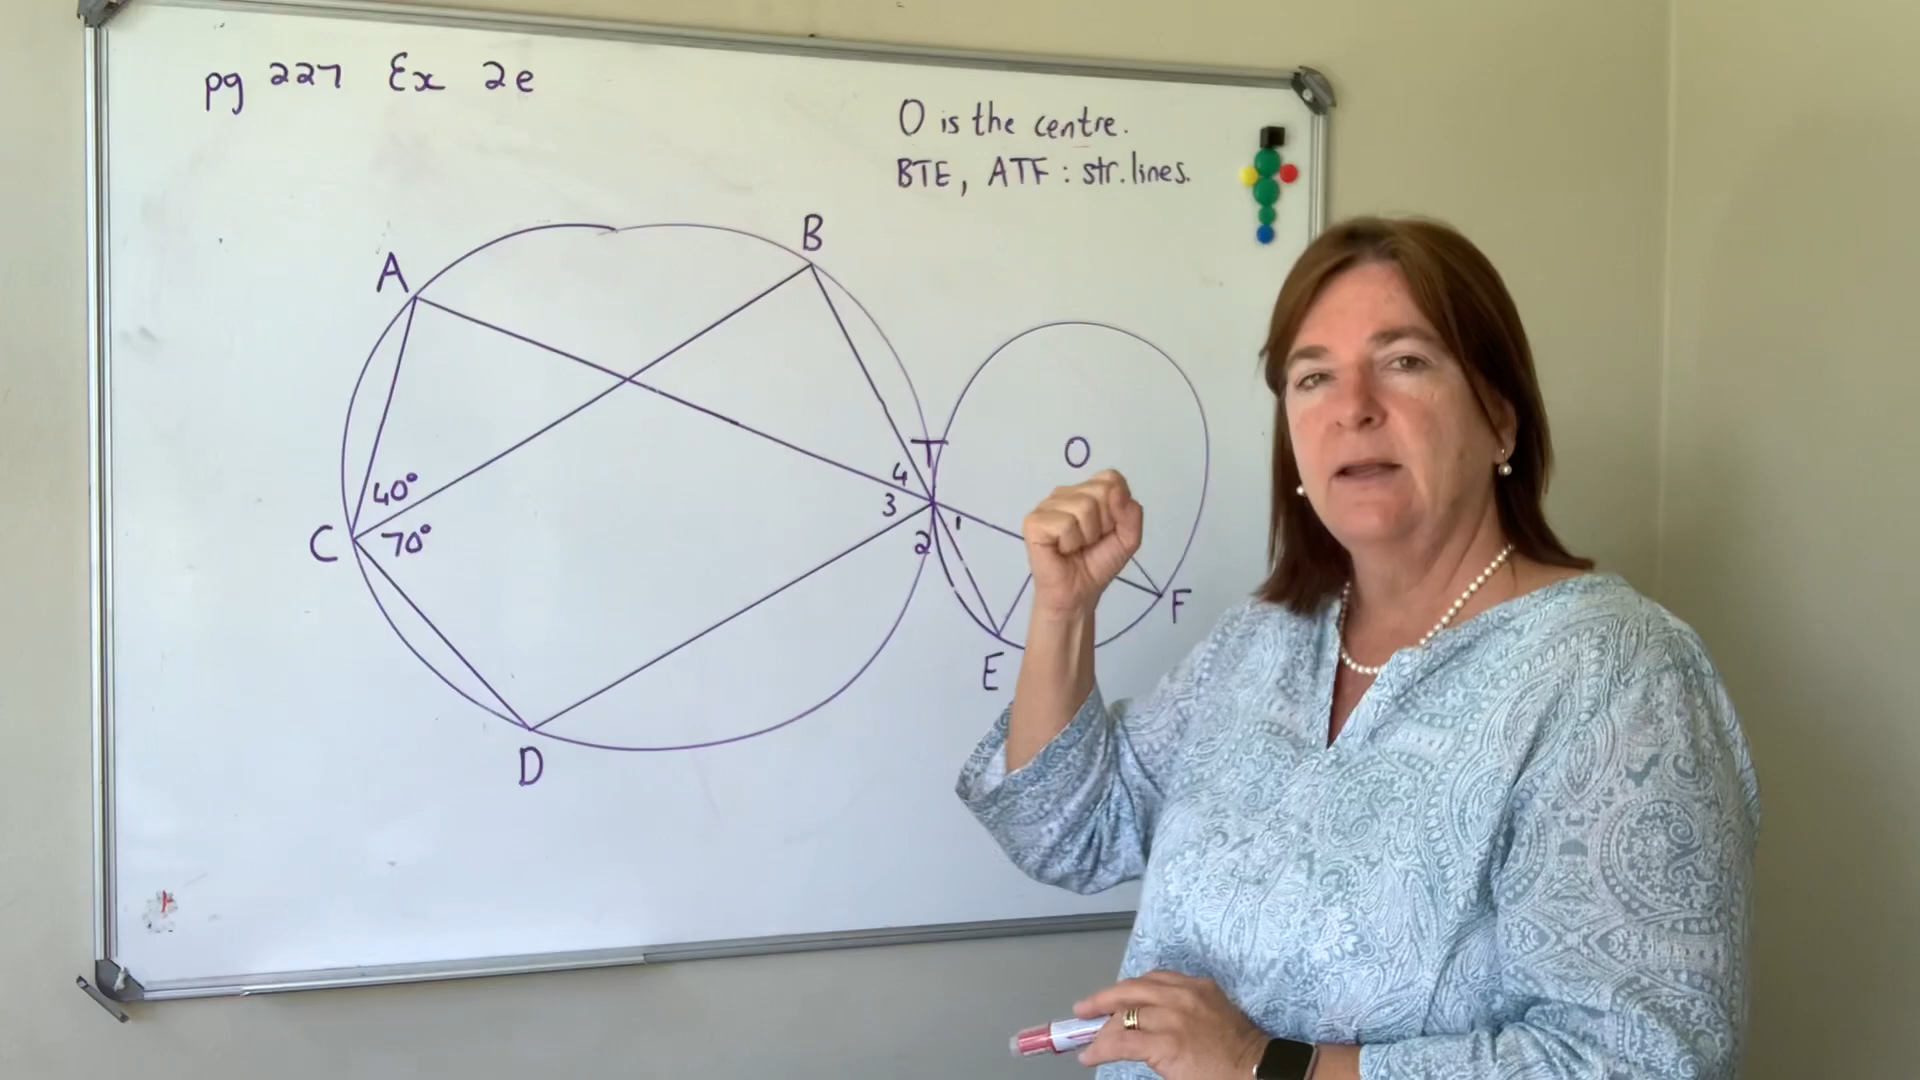 pg 227 Ex 2e
O is the centre.
BTE, ATF : str. lines.
B
A
T
O
4
40°
3
1
C
70°
2
F
E
D